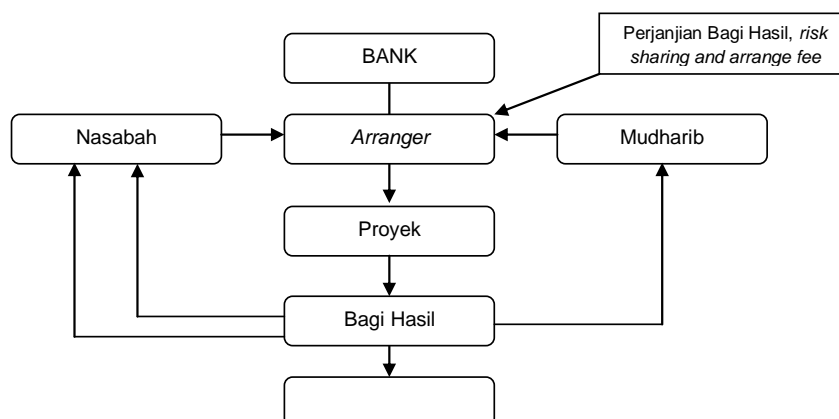 Perjanjian Bagi Hasil, risk
sharing and arrange fee
BANK
Nasabah
Arranger
Mudharib
Proyek
Bagi Hasil